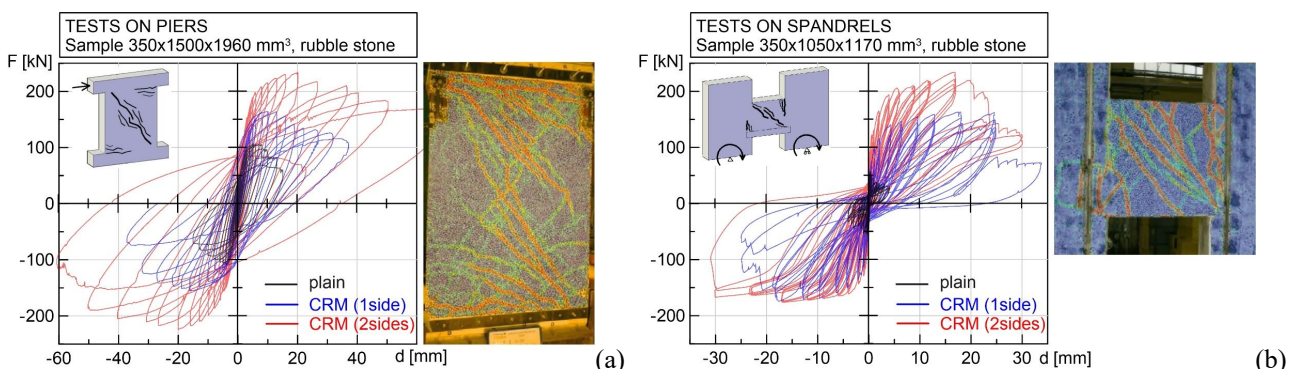 TESTS ON PIERS
Sample 350x1500x1960 mm³, rubble stone
F [kN]
200
100
0
-100
-200
-60 -40 -20 0 20 40 d [mm]
plain
CRM (1side)
CRM (2sides)
(a)
TESTS ON SPANDRELS
Sample 350x1050x1170 mm³, rubble stone
F [kN]
200
100
0
-100
-200
-30 -20 -10 0 10 20 30 d [mm]
plain
CRM (1side)
CRM (2sides)
(b)